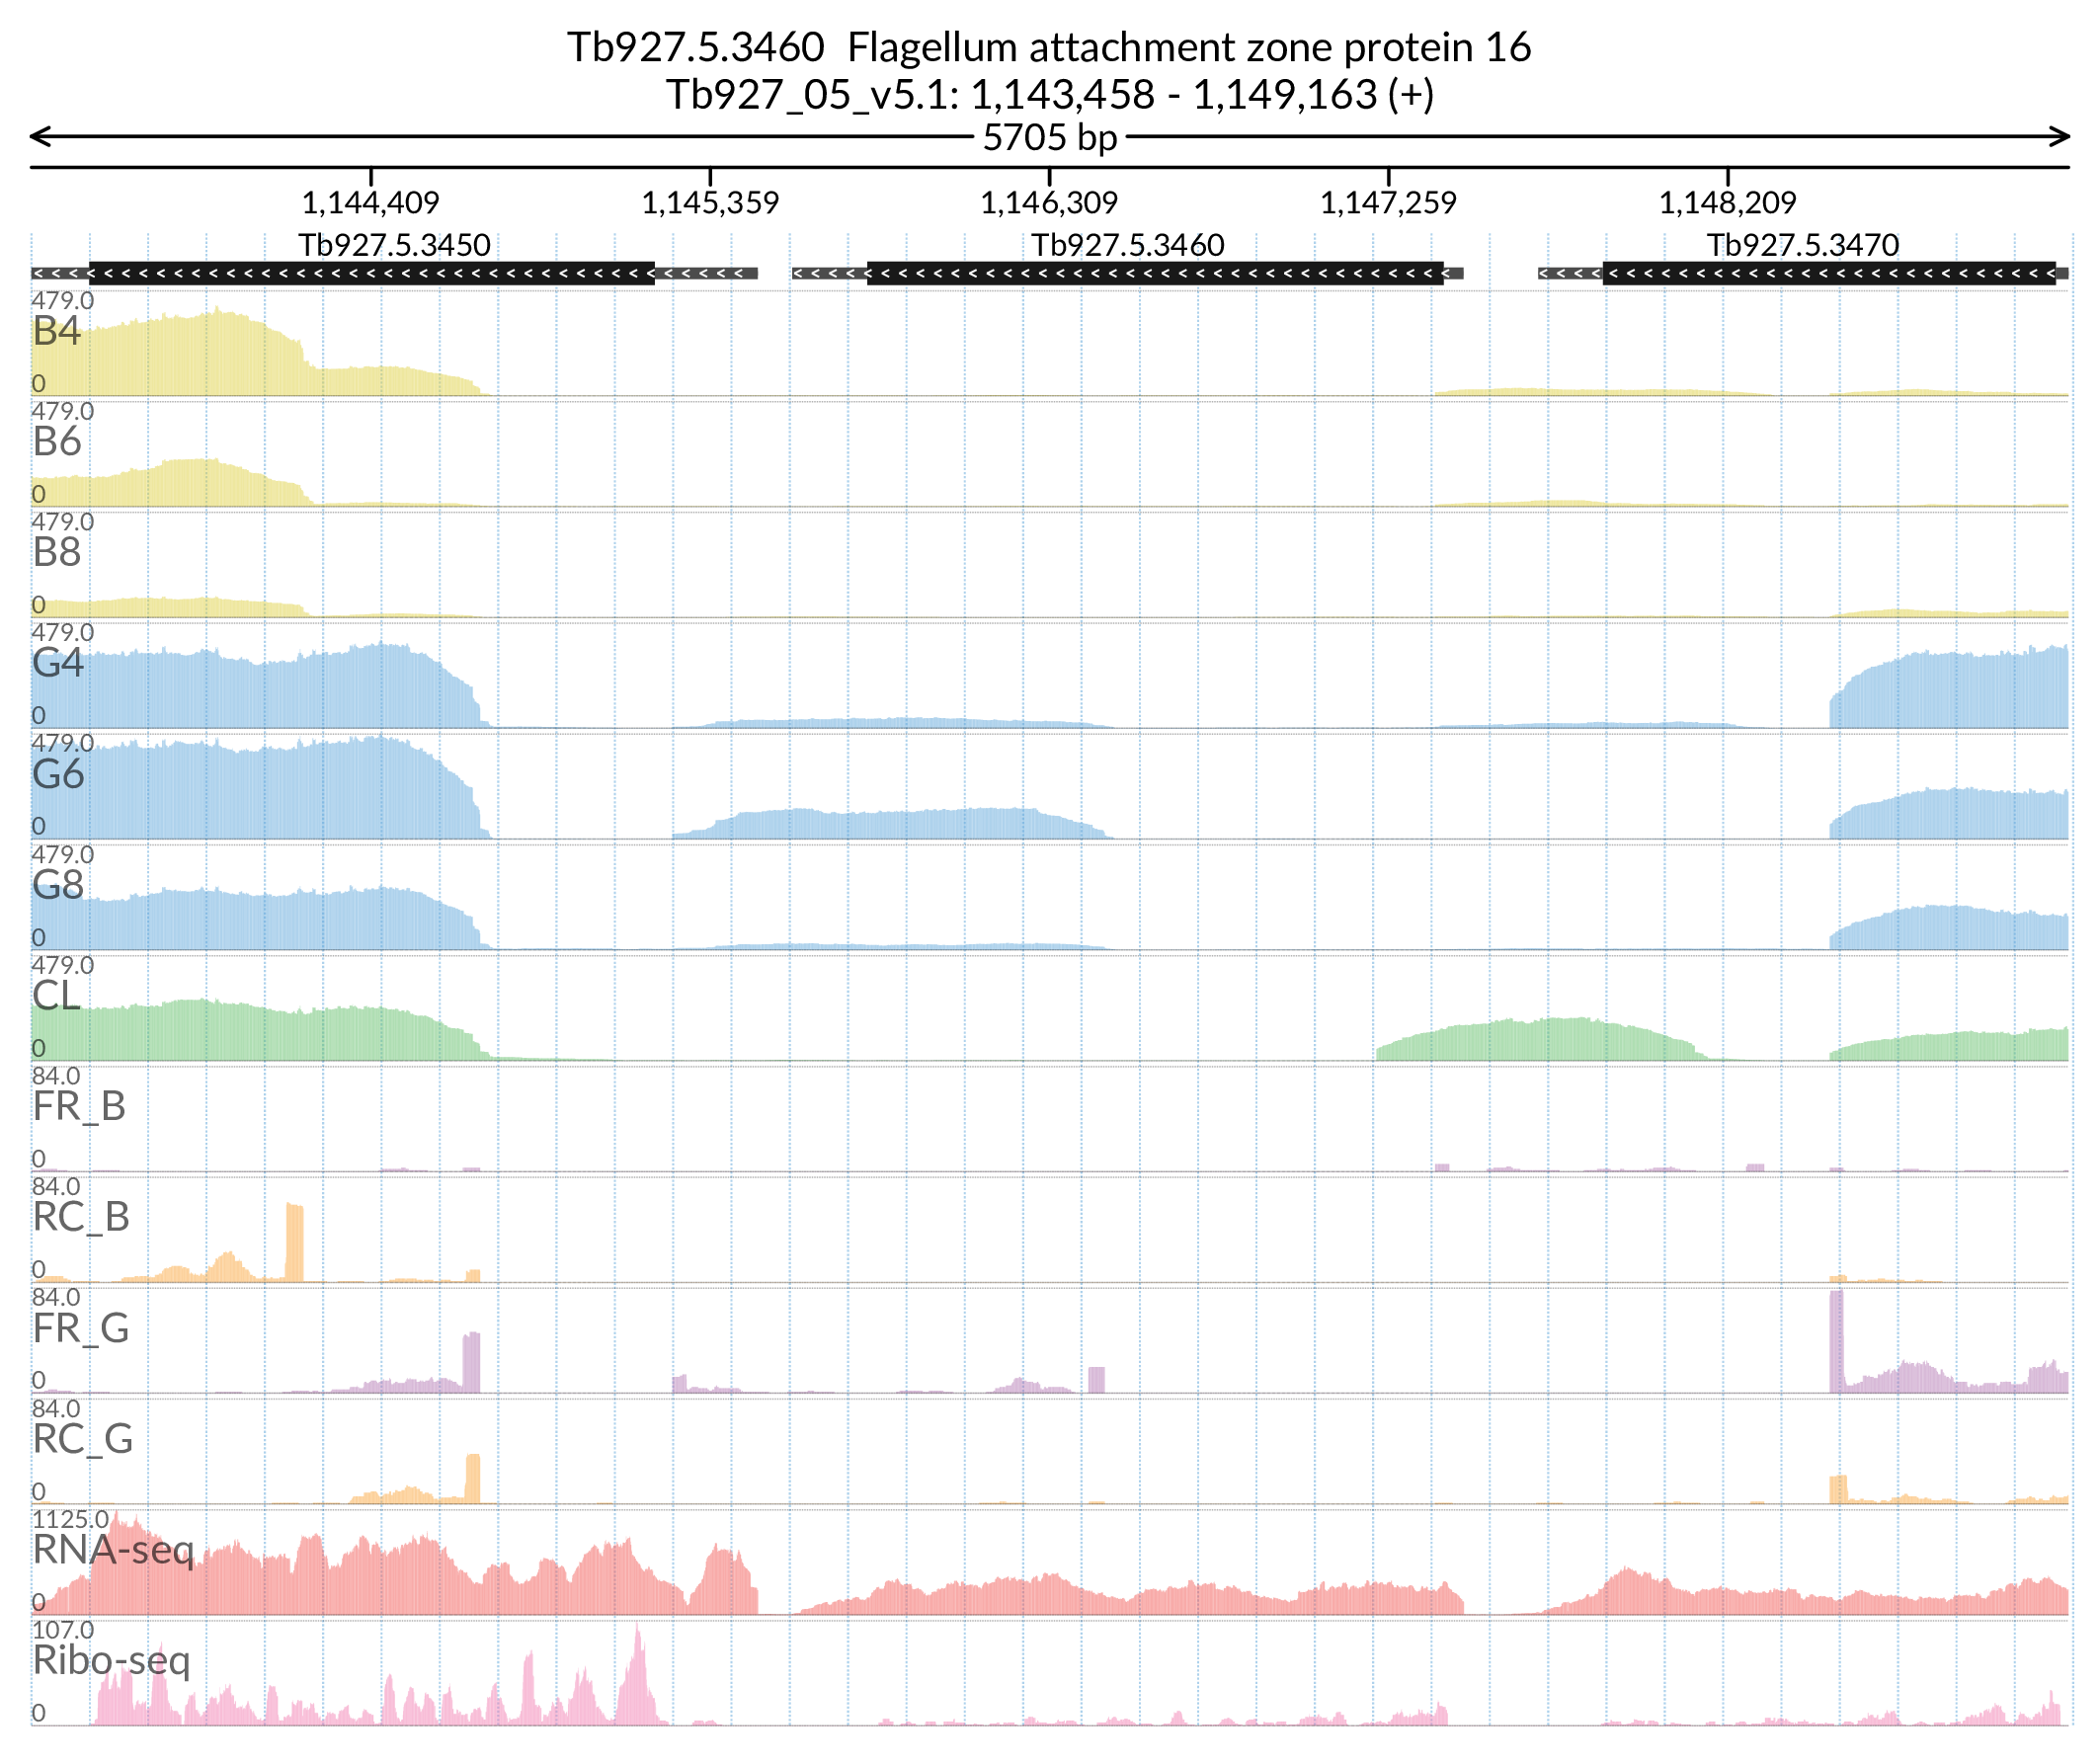 Tb927.5.3460  Flagellum attachment zone protein 16
Tb927_05_v5.1: 1,143,458 - 1,149,163 (+)
5705 bp
1,144,409 1,145,359 1,146,309 1,147,259 1,148,209
Tb927.5.3450 Tb927.5.3460 Tb927.5.3470
479.0
B4
0
479.0
B6
0
479.0
B8
0
479.0
G4
0
479.0
G6
0
479.0
G8
0
479.0
CL
0
84.0
FR_B
0
84.0
RC_B
0
84.0
FR_G
0
84.0
RC_G
0
1125.0
RNA-seq
0
107.0
Ribo-seq
0